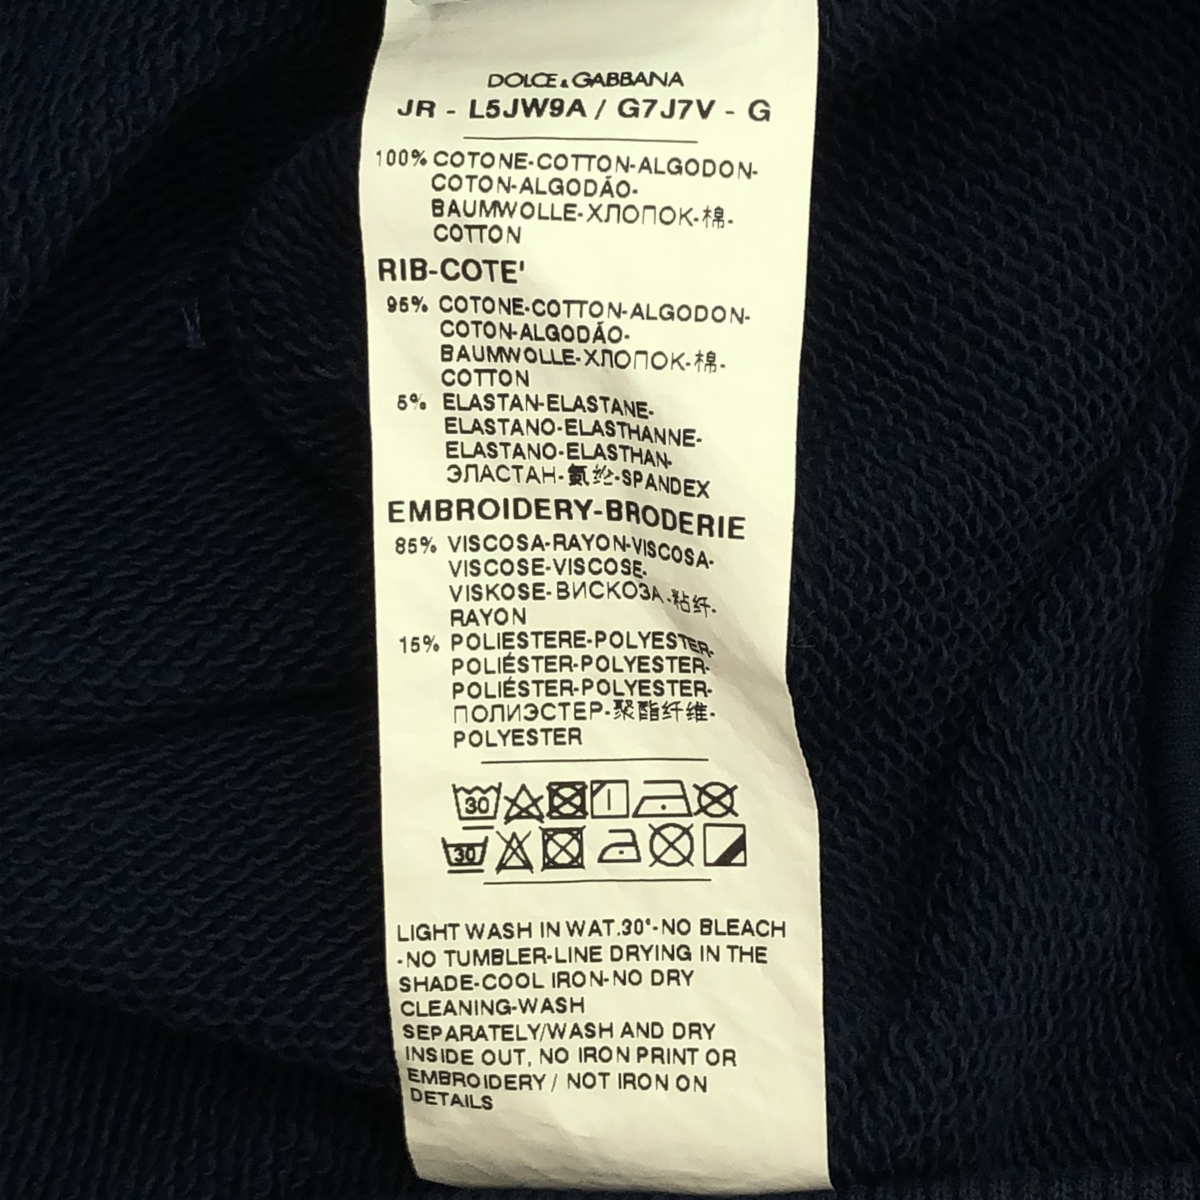 DOLCE & GABBANA
JR - L5JW9A / G7J7V - G
100% COTONE-COTTON-ALGODON-
COTON-ALGODÃO-
BAUMWOLLE-ХЛОПОК-棉-
COTTON
RIB-COTE'
95% COTONE-COTTON-ALGODON-
COTON-ALGODÃO-
BAUMWOLLE-ХЛОПОК-棉-
COTTON
5% ELASTAN-ELASTANE-
ELASTANO-ELASTHANNE-
ELASTANO-ELASTHAN-
ЭЛАСТАН-氨纶-SPANDEX
EMBROIDERY-BRODERIE
85% VISCOSA-RAYON-VISCOSA-
VISCOSE-VISCOSE-
VISKOSE-ВИСКОЗА-粘纤-
RAYON
15% POLIESTERE-POLYESTER-
POLIÉSTER-POLYESTER-
POLIÉSTER-POLYESTER-
ПОЛИЭСТЕР-聚酯纤维-
POLYESTER
30
30
LIGHT WASH IN WAT.30°-NO BLEACH
-NO TUMBLER-LINE DRYING IN THE
SHADE-COOL IRON-NO DRY
CLEANING-WASH
SEPARATELY/WASH AND DRY
INSIDE OUT, NO IRON PRINT OR
EMBROIDERY / NOT IRON ON
DETAILS